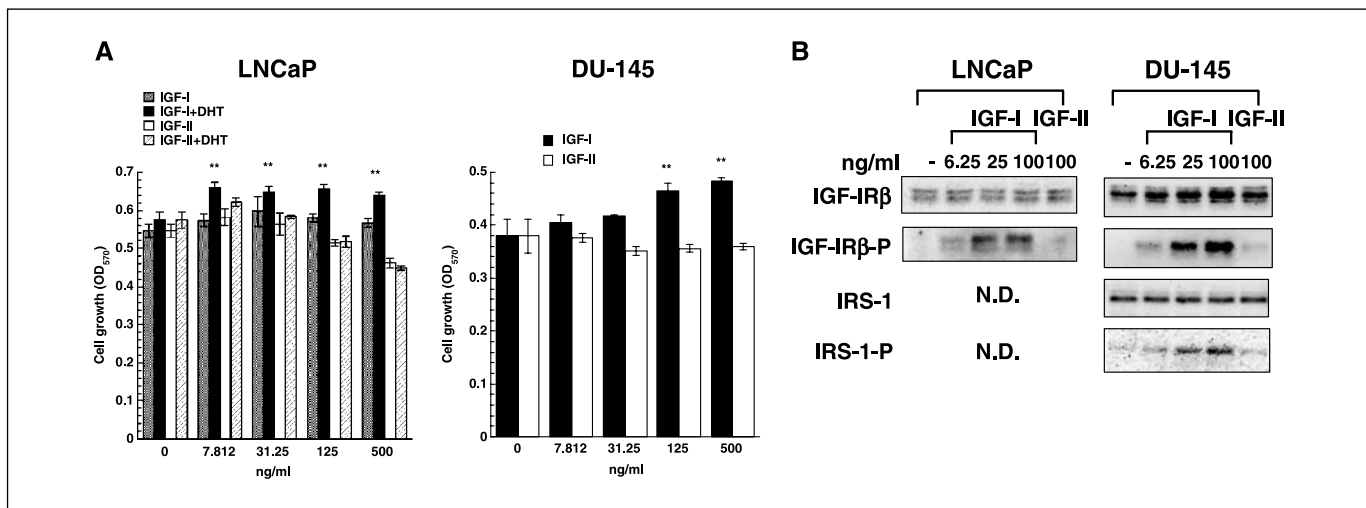 A
LNCaP
IGF-I
IGF-I+DHT
IGF-II
IGF-II+DHT
** ** ** **
Cell growth (OD570)
0.7
0.6
0.5
0.4
0.3
0.2
0.1
0
0 7.812 31.25 125 500
ng/ml
DU-145
IGF-I
IGF-II
** **
Cell growth (OD570)
0.5
0.4
0.3
0.2
0.1
0
0 7.812 31.25 125 500
ng/ml
B
LNCaP DU-145
IGF-I IGF-II IGF-I IGF-II
ng/ml - 6.25 25 100 100 - 6.25 25 100 100
IGF-IRβ
IGF-IRβ-P
IRS-1 N.D.
IRS-1-P N.D.